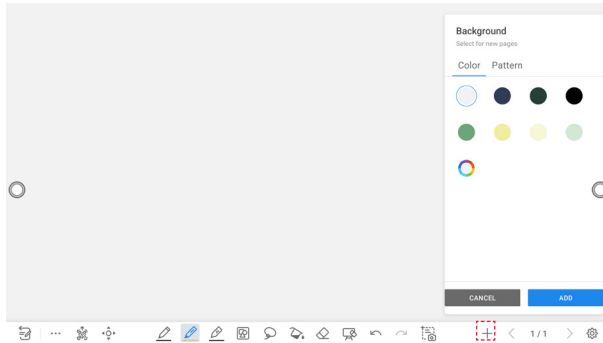 Background
Select for new pages
Color Pattern
CANCEL ADD
1 / 1